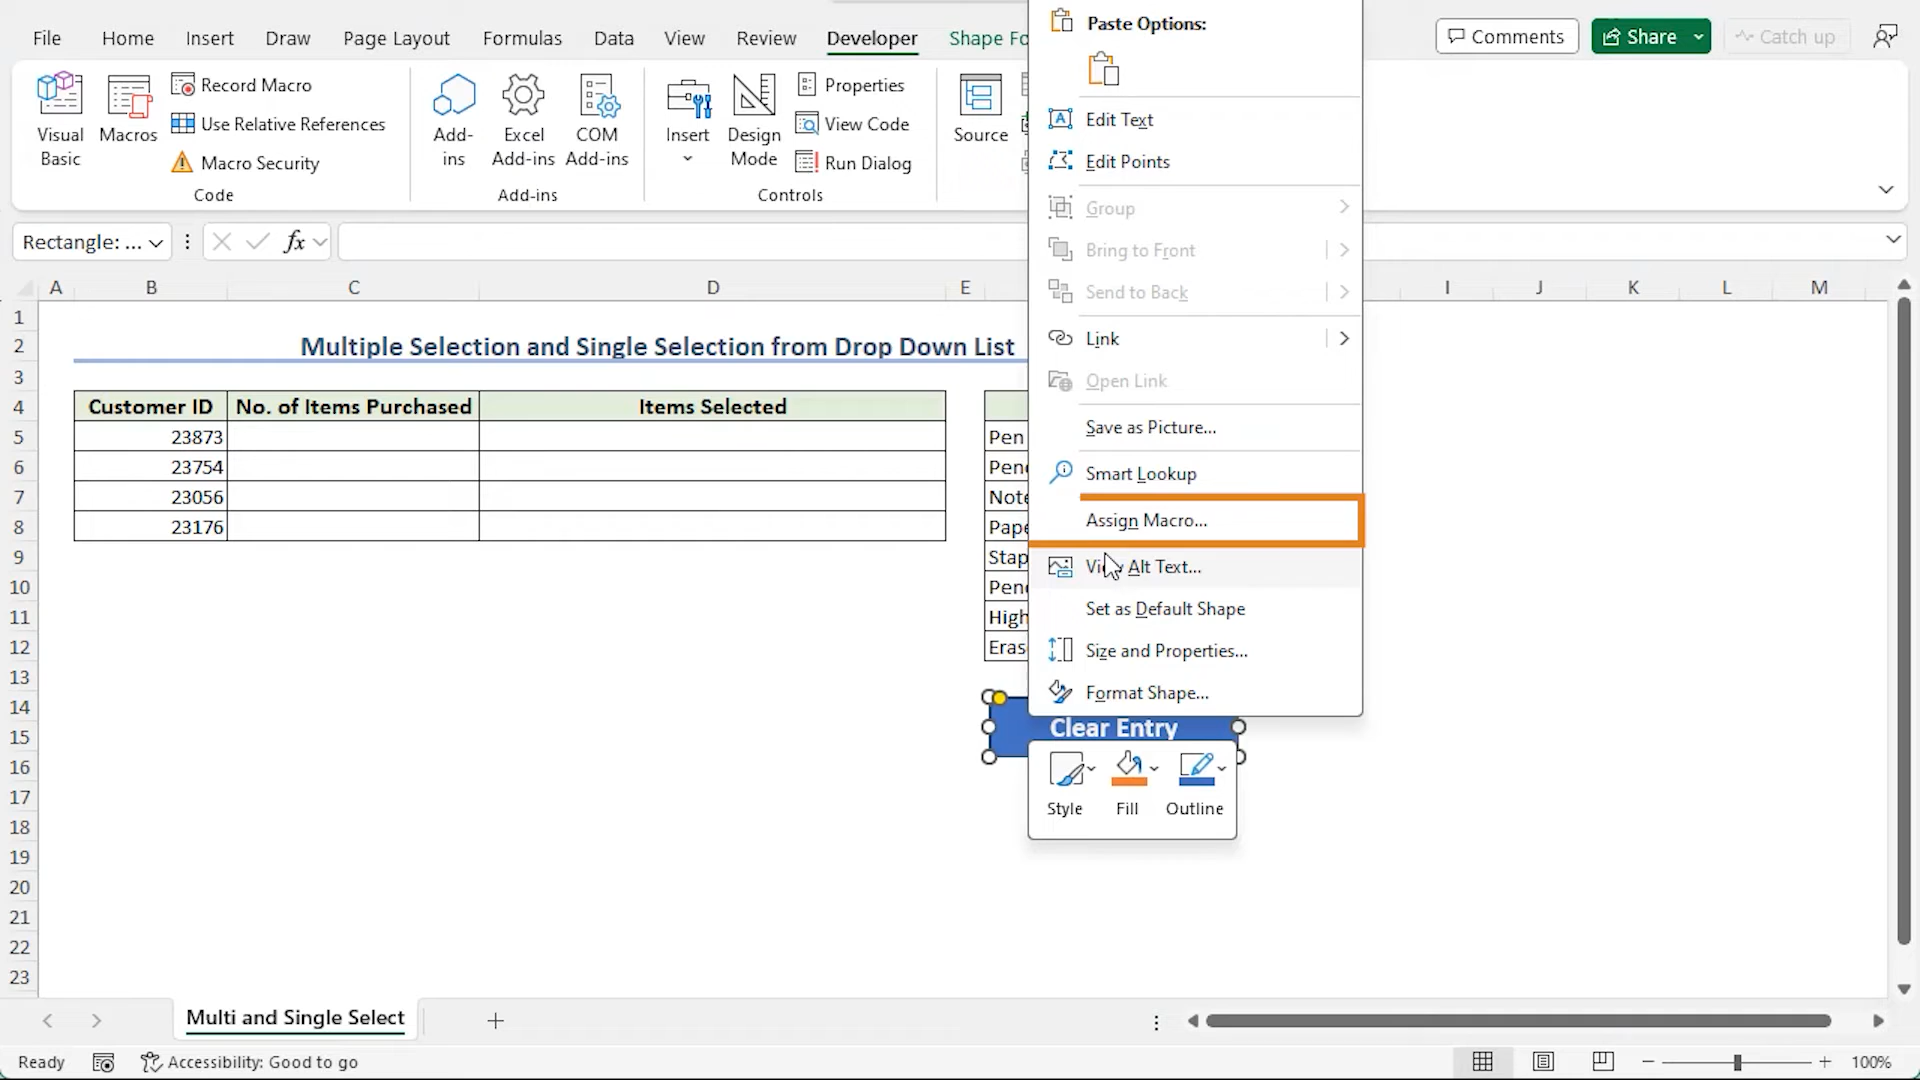 File Home Insert Draw Page Layout Formulas Data View Review Developer Shape Fo
Comments Share Catch up
Visual Basic
Macros
Record Macro
Use Relative References
Macro Security
Code
Add-ins
Excel Add-ins
COM Add-ins
Add-ins
Insert
Design Mode
Properties
View Code
Run Dialog
Controls
Source
Rectangle: ...
fx
Paste Options:
Edit Text
Edit Points
Group
Bring to Front
Send to Back
Link
Open Link
Save as Picture...
Smart Lookup
Assign Macro...
View Alt Text...
Set as Default Shape
Size and Properties...
Format Shape...
A B C D E I J K L M
1
2 Multiple Selection and Single Selection from Drop Down List
3
4 Customer ID No. of Items Purchased Items Selected
5 23873 Pen
6 23754 Penc
7 23056 Note
8 23176 Pape
9 Stap
10 Penc
11 High
12 Eras
13
14
15 Clear Entry
16
17
18
19
20
21
22
23
Style Fill Outline
Multi and Single Select
Ready Accessibility: Good to go 100%